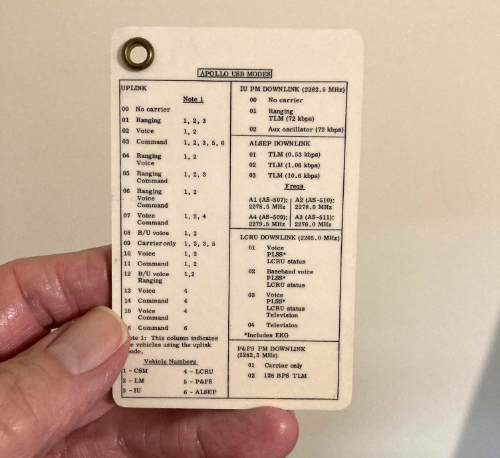 APOLLO USB MODES
UPLINK
Note 1
00 No carrier
01 Ranging 1, 2, 3
02 Voice 1, 2
03 Command 1, 2, 3, 5, 6
04 Ranging 1, 2
Voice
05 Ranging 1, 2, 3
Command
06 Ranging 1, 2
Voice
Command
07 Voice 1, 2, 4
Command
08 B/U voice 1, 2
09 Carrier only 1, 2, 3, 5
10 Voice 1, 2
11 Command 1, 2
12 B/U voice 1,2
Ranging
13 Voice 4
14 Command 4
15 Voice 4
Command
Command 6
Note 1: This column indicates
vehicles using the uplink
mode.
Vehicle Numbers
1 - CSM 4 - LCRU
2 - LM 5 - P&FS
3 - IU 6 - ALSEP
IU PM DOWNLINK (2282.5 MHz)
00 No carrier
01 Ranging
TLM (72 kbps)
02 Aux oscillator (72 kbps)
ALSEP DOWNLINK
01 TLM (0.53 kbps)
02 TLM (1.06 kbps)
03 TLM (10.6 kbps)
Freqs
A1 (AS-507): A2 (AS-510):
2278.5 MHz 2278.0 MHz
A4 (AS-509): A3 (AS-511):
2279.5 MHz 2276.0 MHz
LCRU DOWNLINK (2265.0 MHz)
01 Voice
PLSS*
LCRU status
02 Baseband voice
PLSS*
LCRU status
03 Voice
PLSS*
LCRU status
Television
04 Television
*Includes EKG
P&FS PM DOWNLINK
(2282.5 MHz)
01 Carrier only
02 128 BPS TLM